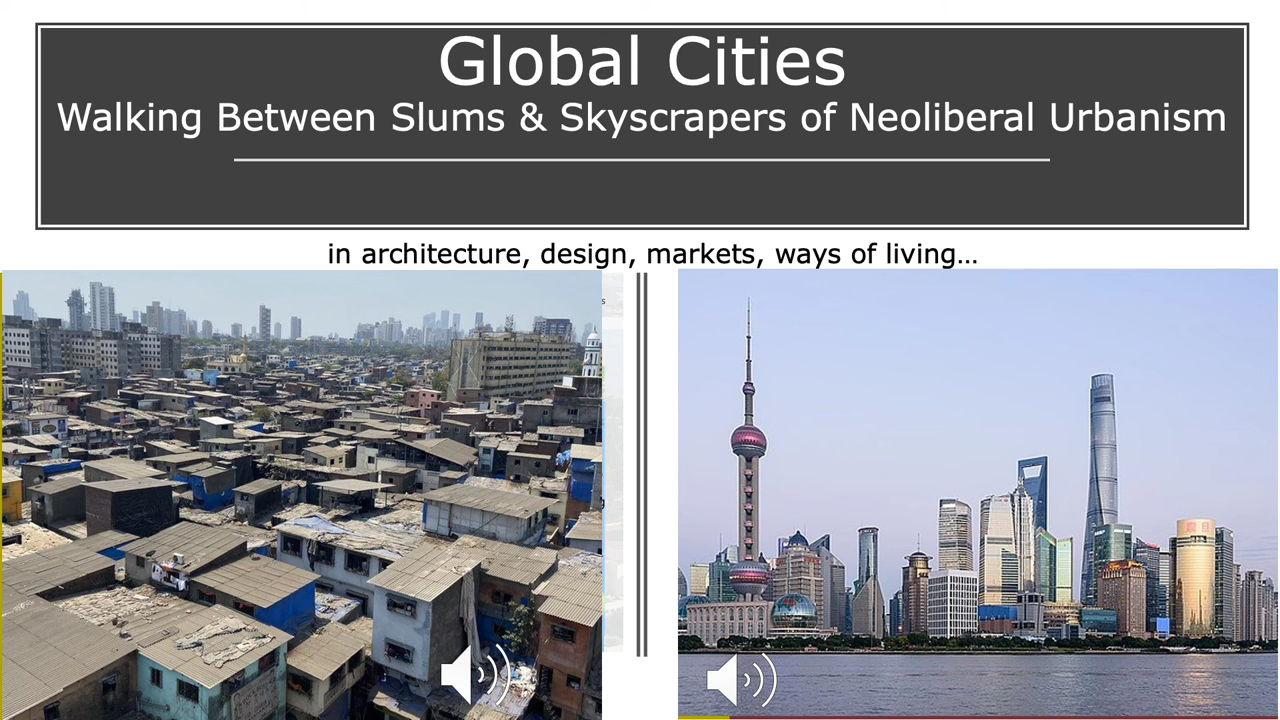 Global Cities
Walking Between Slums & Skyscrapers of Neoliberal Urbanism
in architecture, design, markets, ways of living…